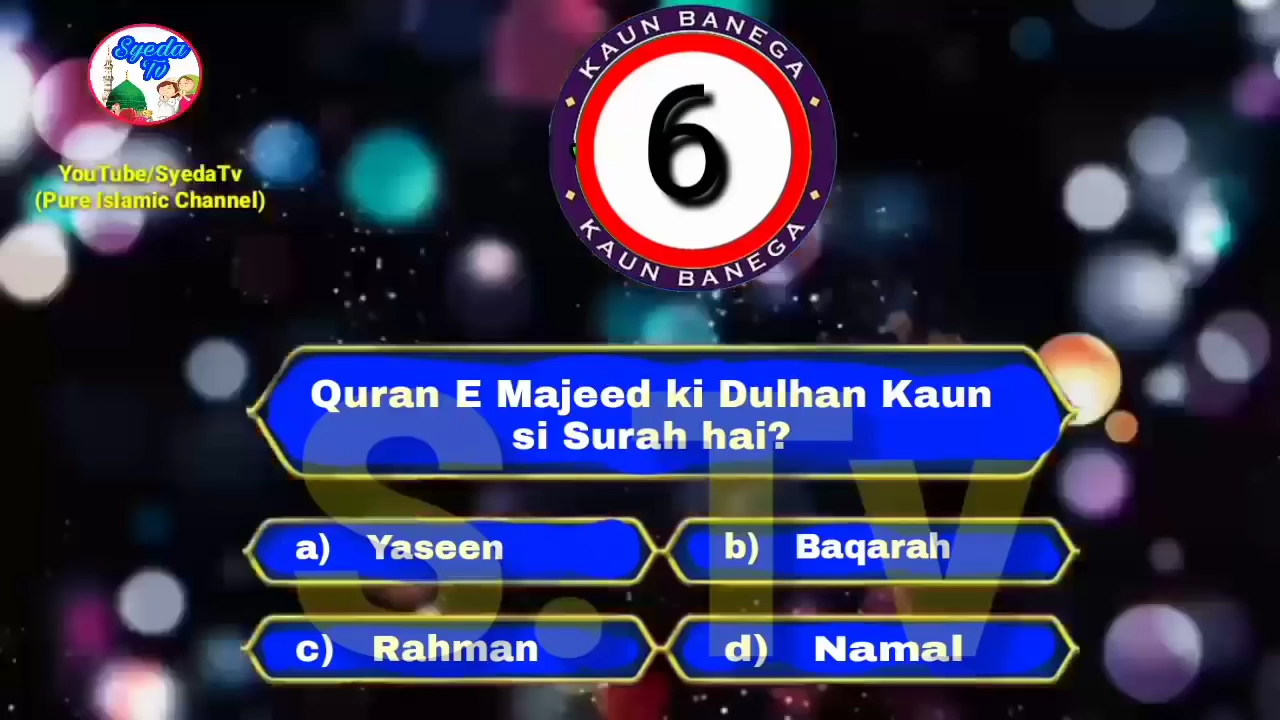 KAUN BANEGA
6
KAUN BANEGA
Syeda
Tv
YouTube/SyedaTv
(Pure Islamic Channel)
Quran E Majeed ki Dulhan Kaun
si Surah hai?
S.Tv
a) Yaseen
b) Baqarah
c) Rahman
d) Namal